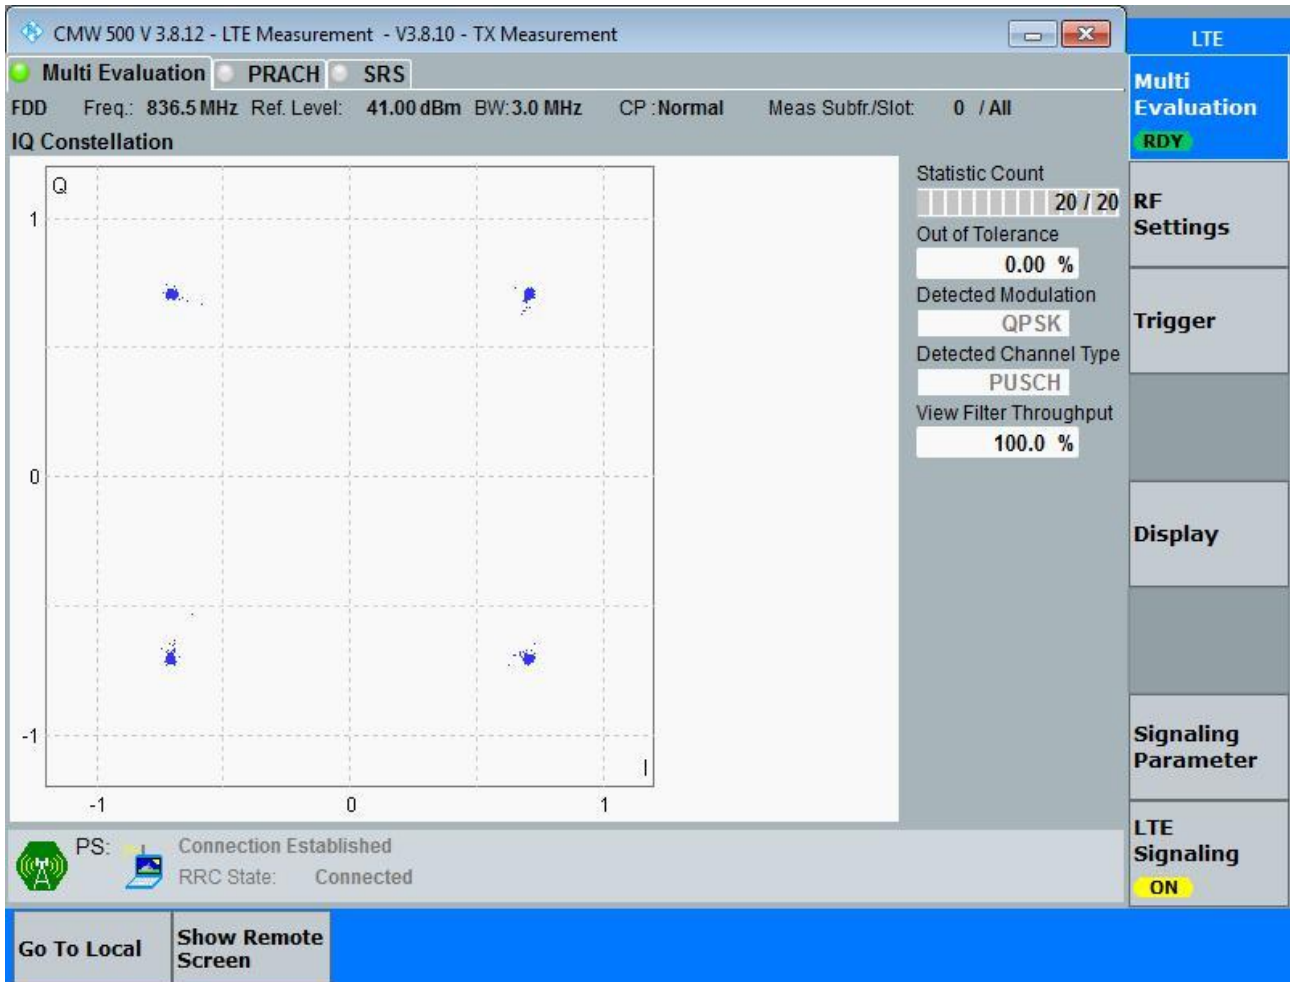 CMW 500 V 3.8.12 - LTE Measurement - V3.8.10 - TX Measurement
LTE
Multi Evaluation PRACH SRS
FDD Freq.: 836.5 MHz Ref. Level: 41.00 dBm BW: 3.0 MHz CP : Normal Meas Subfr./Slot: 0 / All
IQ Constellation
Q
1
0
-1
-1 0 1
I
Statistic Count
20 / 20
Out of Tolerance
0.00 %
Detected Modulation
QPSK
Detected Channel Type
PUSCH
View Filter Throughput
100.0 %
Multi
Evaluation
RDY
RF
Settings
Trigger
Display
Signaling
Parameter
LTE
Signaling
ON
PS: Connection Established
RRC State: Connected
Go To Local
Show Remote
Screen